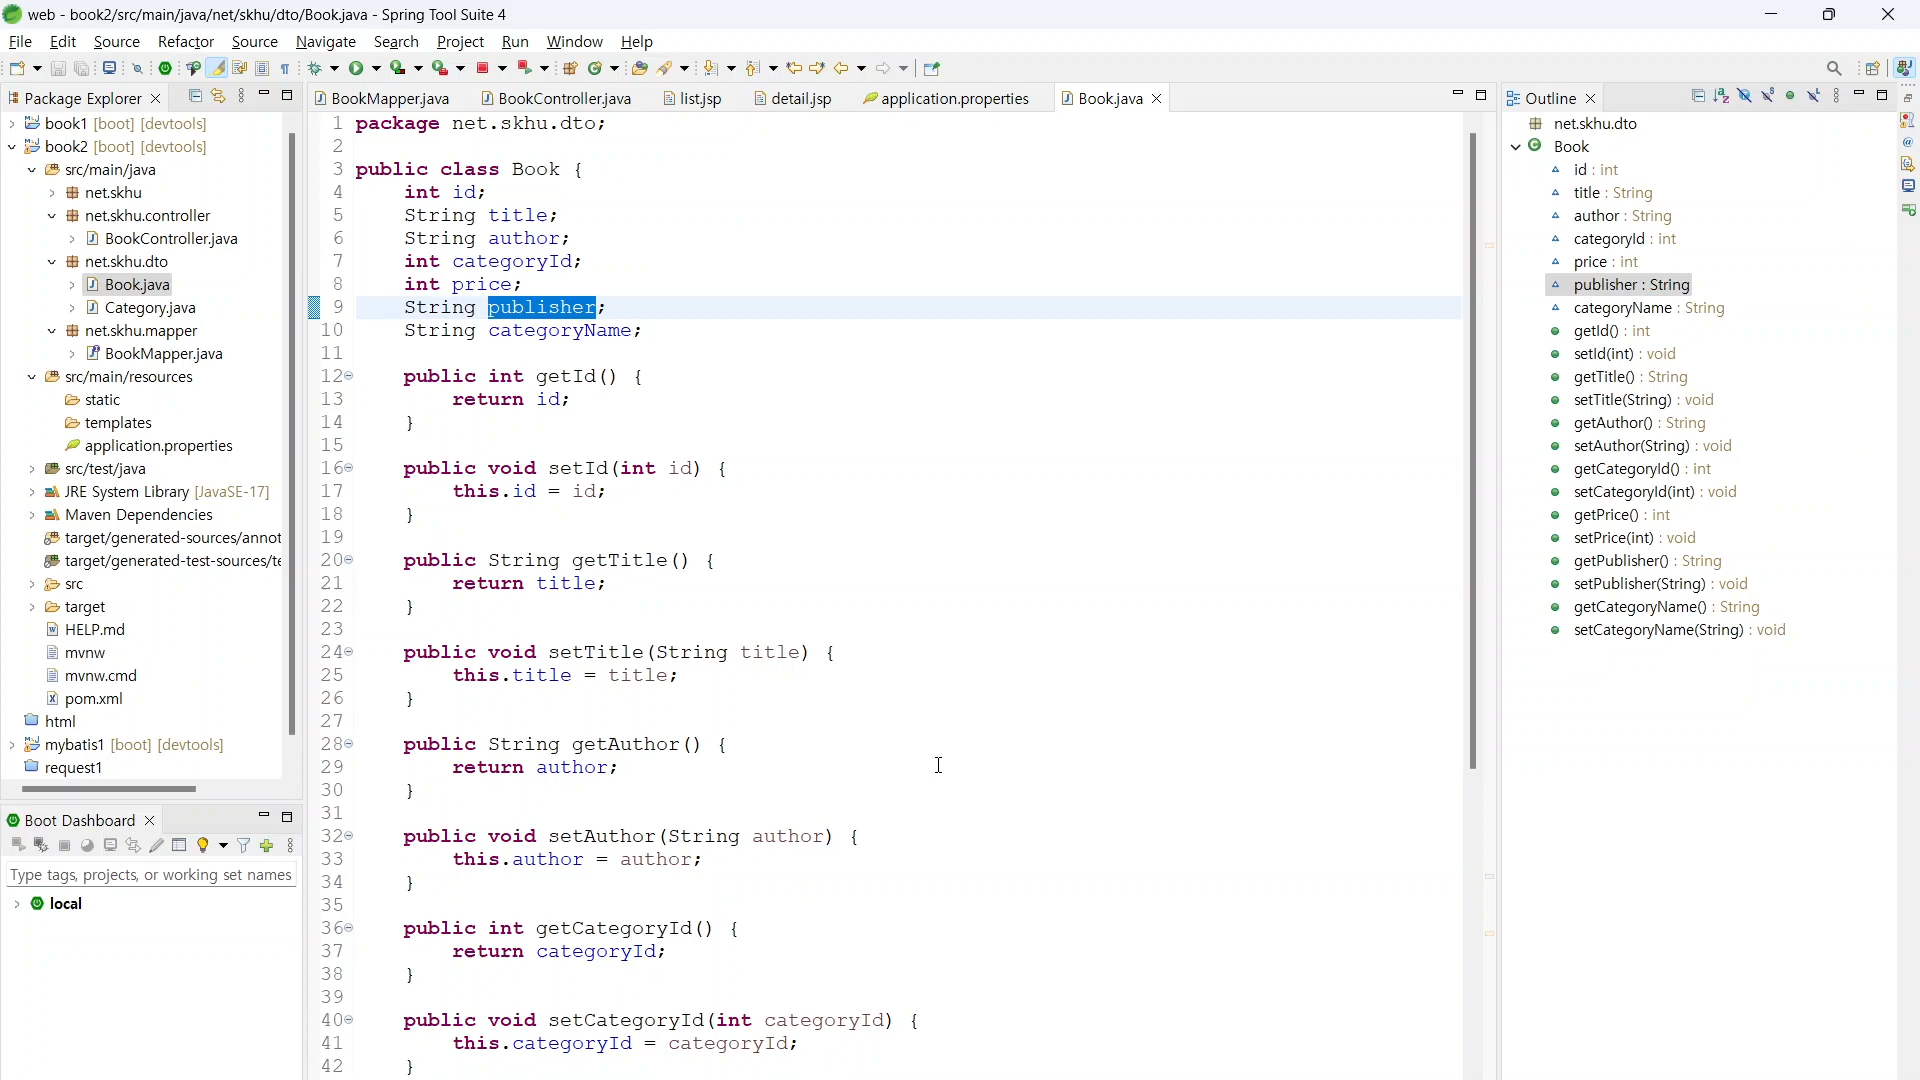 web - book2/src/main/java/net/skhu/dto/Book.java - Spring Tool Suite 4
File Edit Source Refactor Source Navigate Search Project Run Window Help
Package Explorer
book1 [boot] [devtools]
book2 [boot] [devtools]
src/main/java
net.skhu
net.skhu.controller
BookController.java
net.skhu.dto
Book.java
Category.java
net.skhu.mapper
BookMapper.java
src/main/resources
static
templates
application.properties
src/test/java
JRE System Library [JavaSE-17]
Maven Dependencies
target/generated-sources/annot
target/generated-test-sources/te
src
target
HELP.md
mvnw
mvnw.cmd
pom.xml
html
mybatis1 [boot] [devtools]
request1
Boot Dashboard
Type tags, projects, or working set names
local
BookMapper.java BookController.java list.jsp detail.jsp application.properties Book.java
1 package net.skhu.dto;
2
3 public class Book {
4 int id;
5 String title;
6 String author;
7 int categoryId;
8 int price;
9 String publisher;
10 String categoryName;
11
12 public int getId() {
13 return id;
14 }
15
16 public void setId(int id) {
17 this.id = id;
18 }
19
20 public String getTitle() {
21 return title;
22 }
23
24 public void setTitle(String title) {
25 this.title = title;
26 }
27
28 public String getAuthor() {
29 return author;
30 }
31
32 public void setAuthor(String author) {
33 this.author = author;
34 }
35
36 public int getCategoryId() {
37 return categoryId;
38 }
39
40 public void setCategoryId(int categoryId) {
41 this.categoryId = categoryId;
42 }
Outline
net.skhu.dto
Book
id : int
title : String
author : String
categoryId : int
price : int
publisher : String
categoryName : String
getId() : int
setId(int) : void
getTitle() : String
setTitle(String) : void
getAuthor() : String
setAuthor(String) : void
getCategoryId() : int
setCategoryId(int) : void
getPrice() : int
setPrice(int) : void
getPublisher() : String
setPublisher(String) : void
getCategoryName() : String
setCategoryName(String) : void